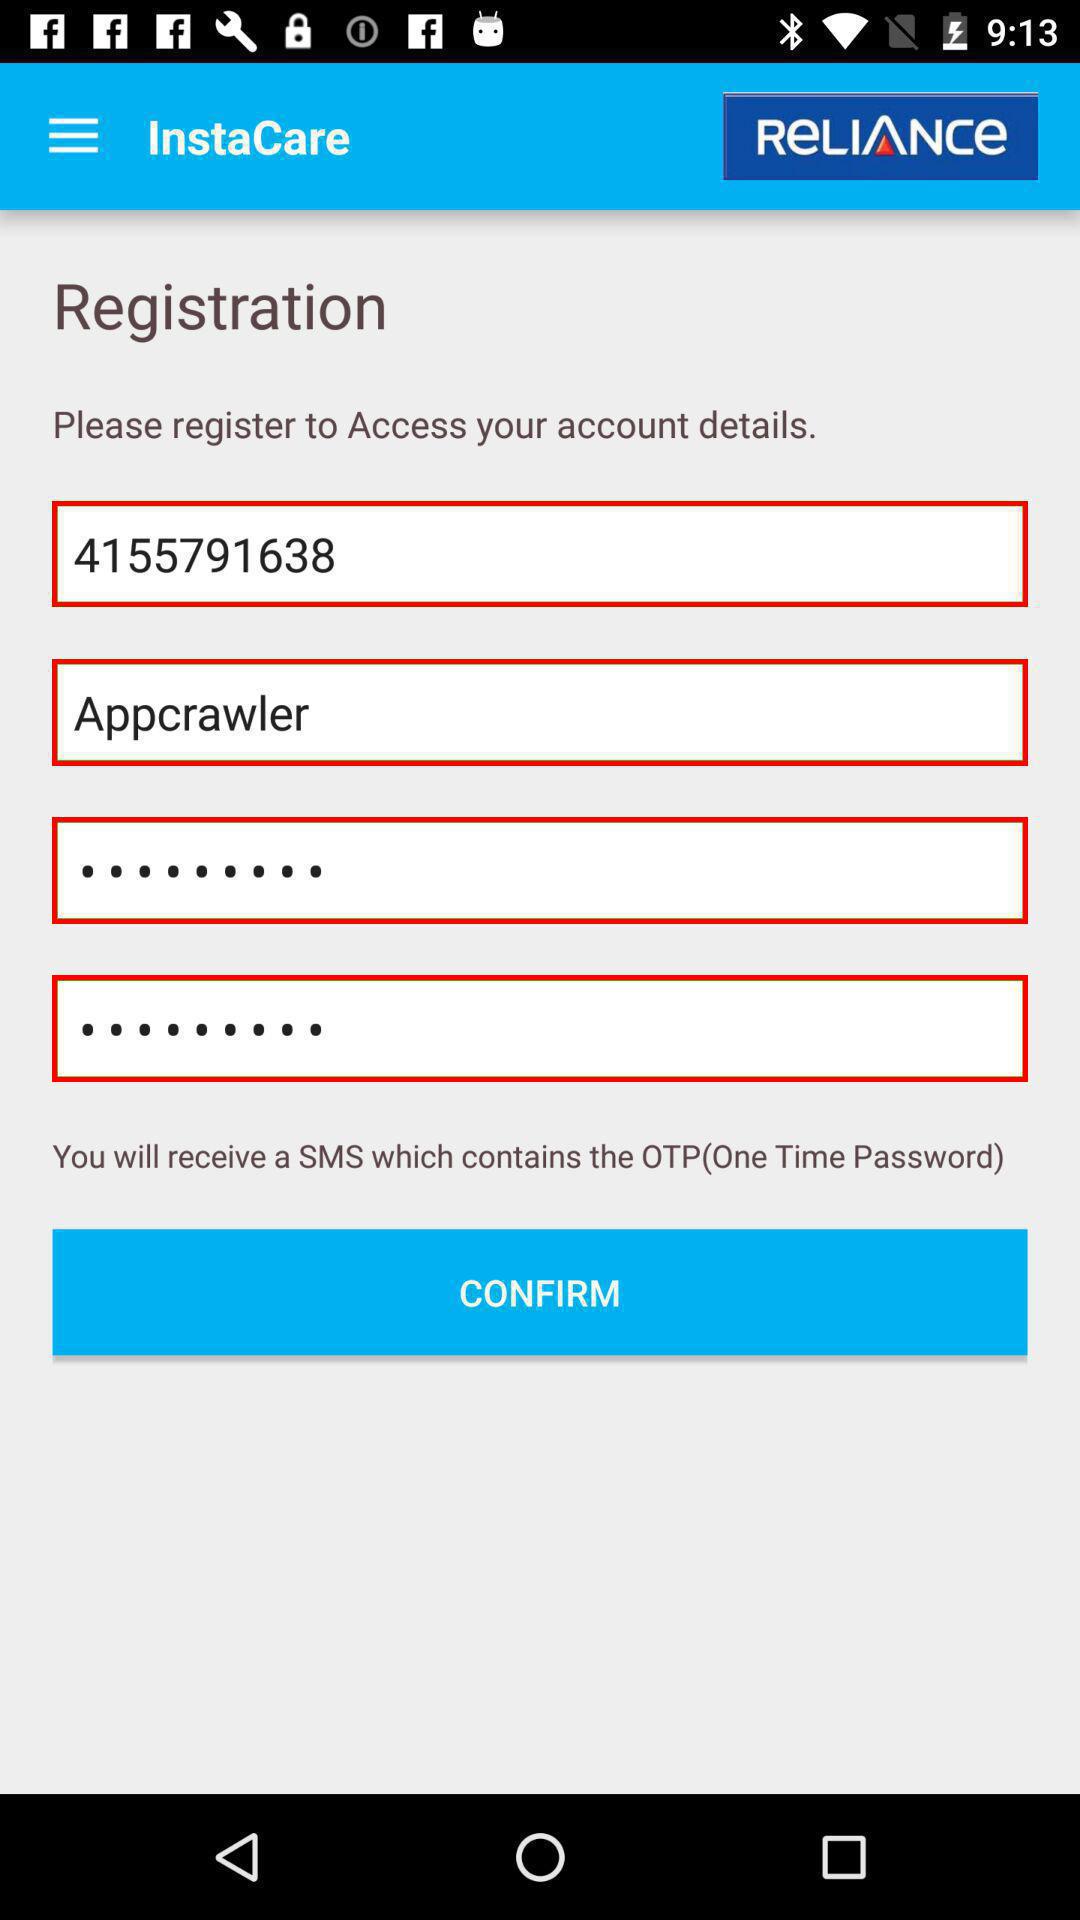 9:13
InstaCare
RELIANCE
Registration
Please register to Access your account details.
4155791638
Appcrawler
•••••••••
•••••••••
You will receive a SMS which contains the OTP(One Time Password)
CONFIRM